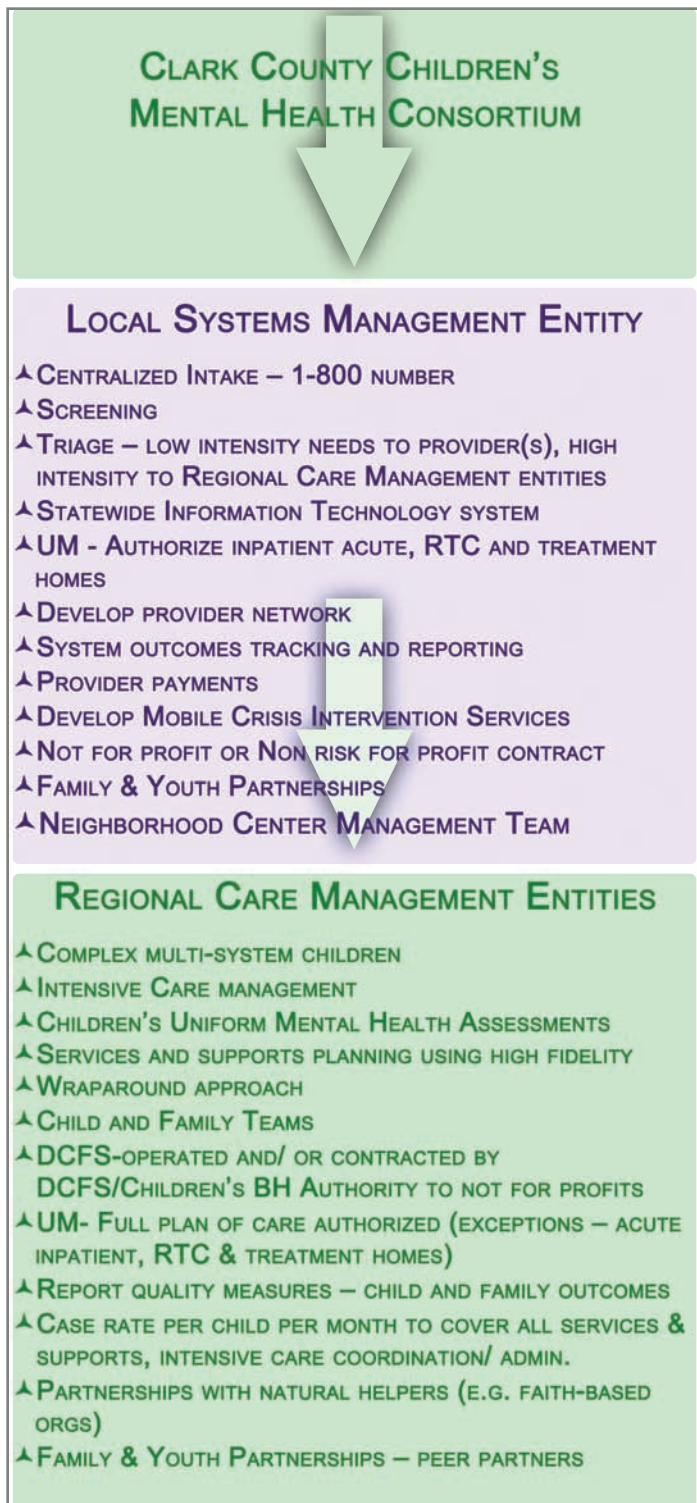 Clark County Children's
Mental Health Consortium
Local Systems Management Entity
Centralized Intake – 1-800 number
Screening
Triage – low intensity needs to provider(s), high
intensity to Regional Care Management entities
Statewide Information Technology system
UM - Authorize inpatient acute, RTC and treatment
homes
Develop provider network
System outcomes tracking and reporting
Provider payments
Develop Mobile Crisis Intervention Services
Not for profit or Non risk for profit contract
Family & Youth Partnerships
Neighborhood Center Management Team
Regional Care Management Entities
Complex multi-system children
Intensive Care management
Children's Uniform Mental Health Assessments
Services and supports planning using high fidelity
Wraparound approach
Child and Family Teams
DCFS-operated and/ or contracted by
DCFS/Children's BH Authority to not for profits
UM- Full plan of care authorized (exceptions – acute
inpatient, RTC & treatment homes)
Report quality measures – child and family outcomes
Case rate per child per month to cover all services &
supports, intensive care coordination/ admin.
Partnerships with natural helpers (e.g. faith-based
orgs)
Family & Youth Partnerships – peer partners